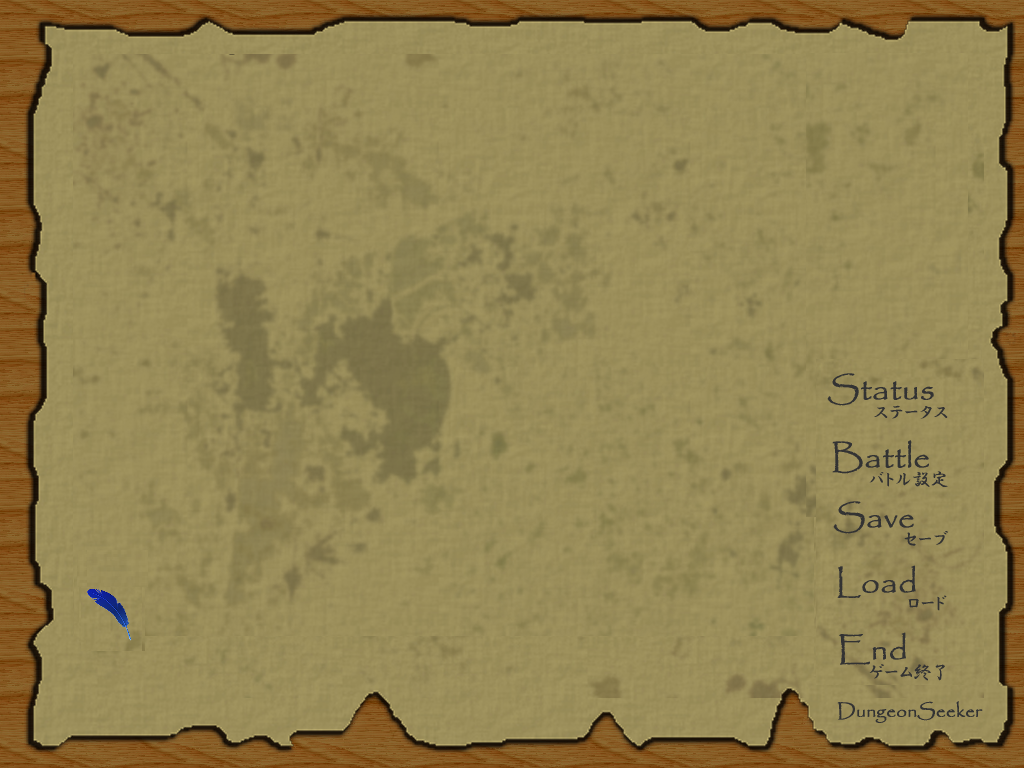 Status
ステータス
Battle
バトル設定
Save
セーブ
Load
ロード
End
ゲーム終了
DungeonSeeker